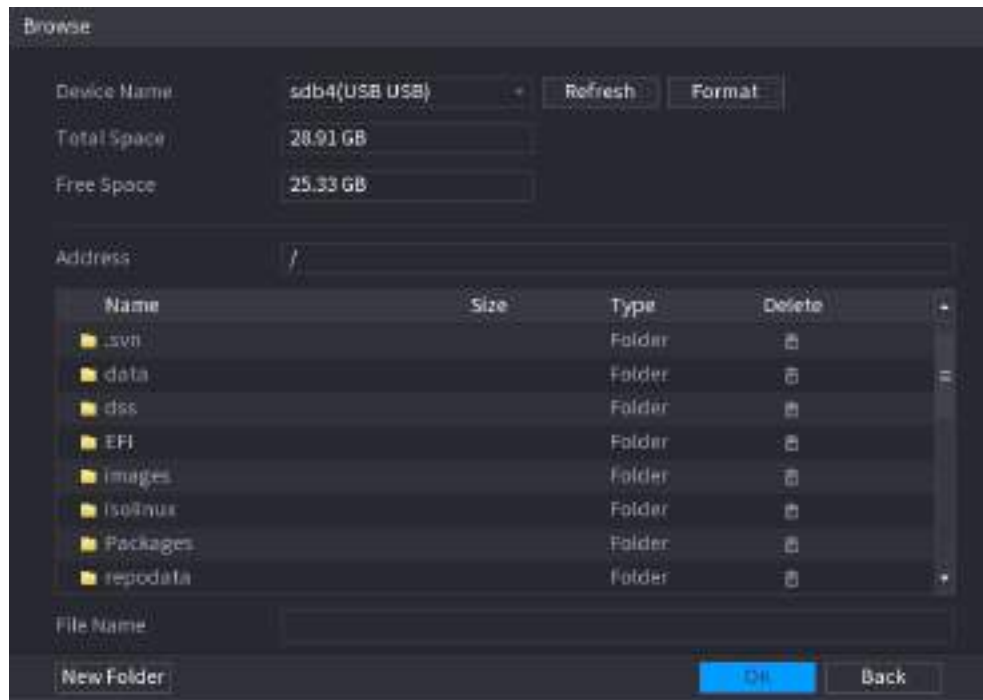 Browse
Device Name sdb4(USB USB) Refresh Format
Total Space 28.91 GB
Free Space 25.33 GB
Address /
Name Size Type Delete
.svn Folder
data Folder
dss Folder
EFI Folder
images Folder
isolinux Folder
Packages Folder
repodata Folder
File Name
New Folder OK Back